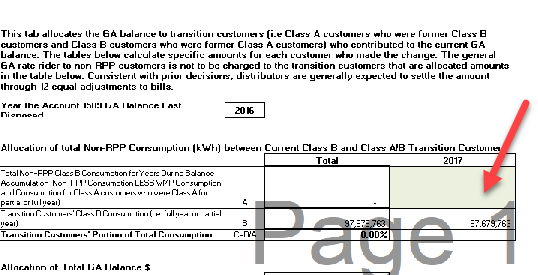 This tab allocates the GA balance to transition customers (i.e Class A customers who were former Class B
customers and Class B customers who were former Class A customers) who contributed to the current GA
balance. The tables below calculate specific amounts for each customer who made the change. The general
GA rate rider to non-RPP customers is not to be charged to the transition customers that are allocated amounts
in the table below. Consistent with prior decisions, distributors are generally expected to settle the amount
through 12 equal adjustments to bills.
Year the Account 1589 GA Balance Last
Disposed
2016
Allocation of total Non-RPP Consumption (kWh) between Current Class B and Class A/B Transition Customers
Total 2017
Total Non-RPP Class B Consumption for Years During Balance
Accumulation Non-RPP Consumption LESS WMP Consumption
and Consumption for Class A customers who were Class A for
partial or full year) A -
Transition Customers' Class B Consumption (i.e. full year or partial
year) B
Transition Customers' Portion of Total Consumption 0.00%
Allocation of Total GA Balance $
Page 1